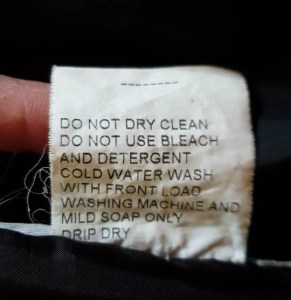 --------
DO NOT DRY CLEAN
DO NOT USE BLEACH
AND DETERGENT
COLD WATER WASH
WITH FRONT LOAD
WASHING MACHINE AND
MILD SOAP ONLY
DRIP DRY